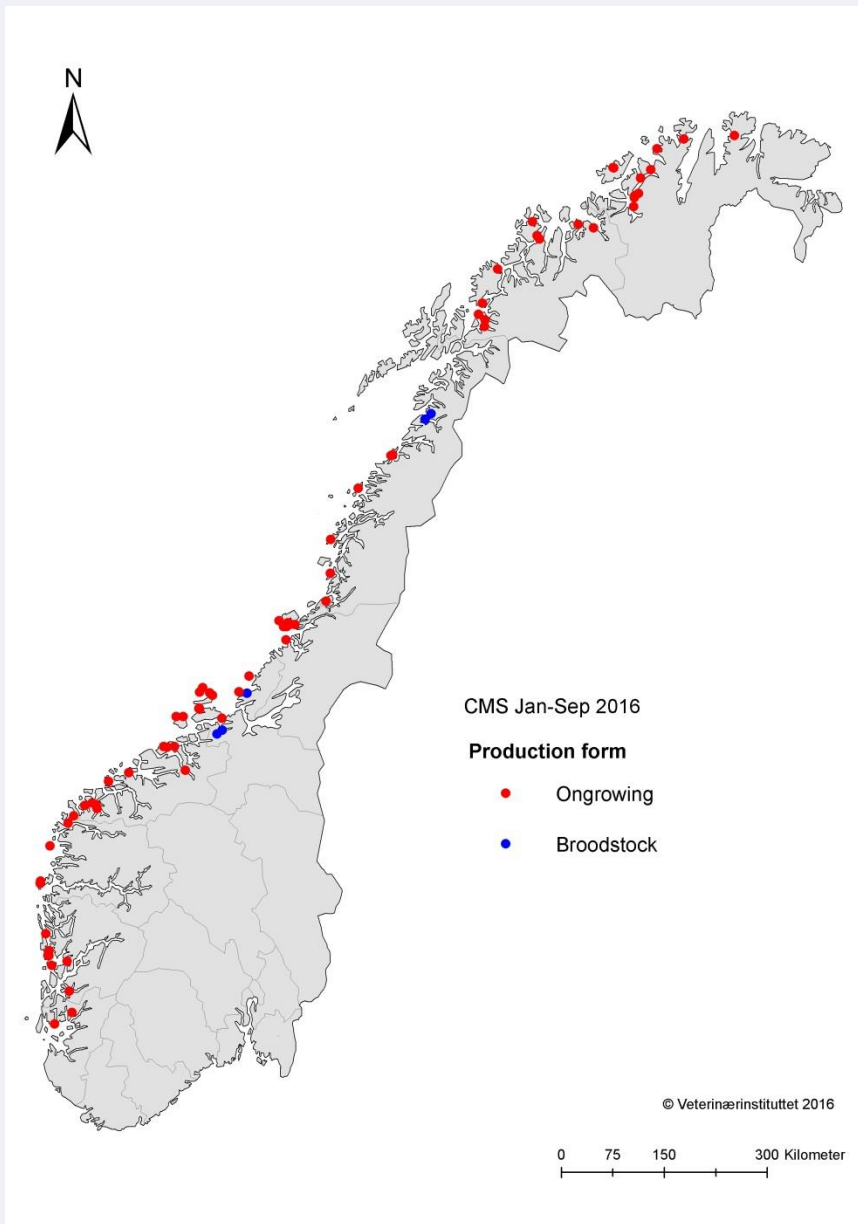 N
CMS Jan-Sep 2016
Production form
Ongrowing
Broodstock
© Veterinærinstituttet 2016
0 75 150 300 Kilometer